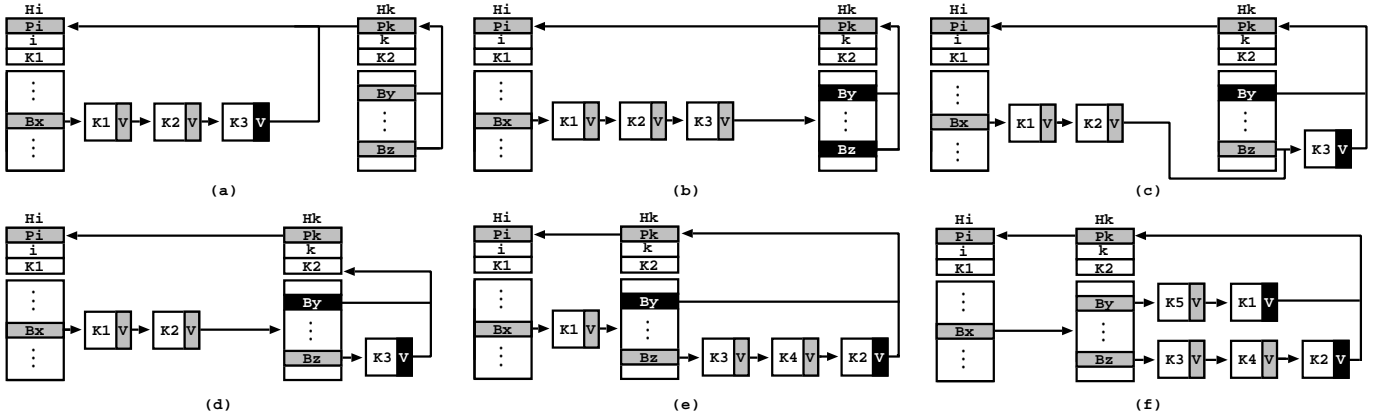 Hi Hk
Pi Pk
i k
K1 K2
⋮
By
Bx K1 V K2 V K3 V ⋮
⋮ Bz
(a)
Hi Hk
Pi Pk
i k
K1 K2
⋮
By
Bx K1 V K2 V K3 V ⋮
⋮ Bz
(b)
Hi Hk
Pi Pk
i k
K1 K2
⋮
By
Bx K1 V K2 V ⋮
⋮ Bz K3 V
(c)
Hi Hk
Pi Pk
i k
K1 K2
⋮
By
Bx K1 V K2 V ⋮
⋮ Bz K3 V
(d)
Hi Hk
Pi Pk
i k
K1 K2
⋮
By
Bx K1 V ⋮
⋮ Bz K3 V K4 V K2 V
(e)
Hi Hk
Pi Pk
i k
K1 K2
⋮
By K5 V K1 V
Bx ⋮
⋮ Bz K3 V K4 V K2 V
(f)